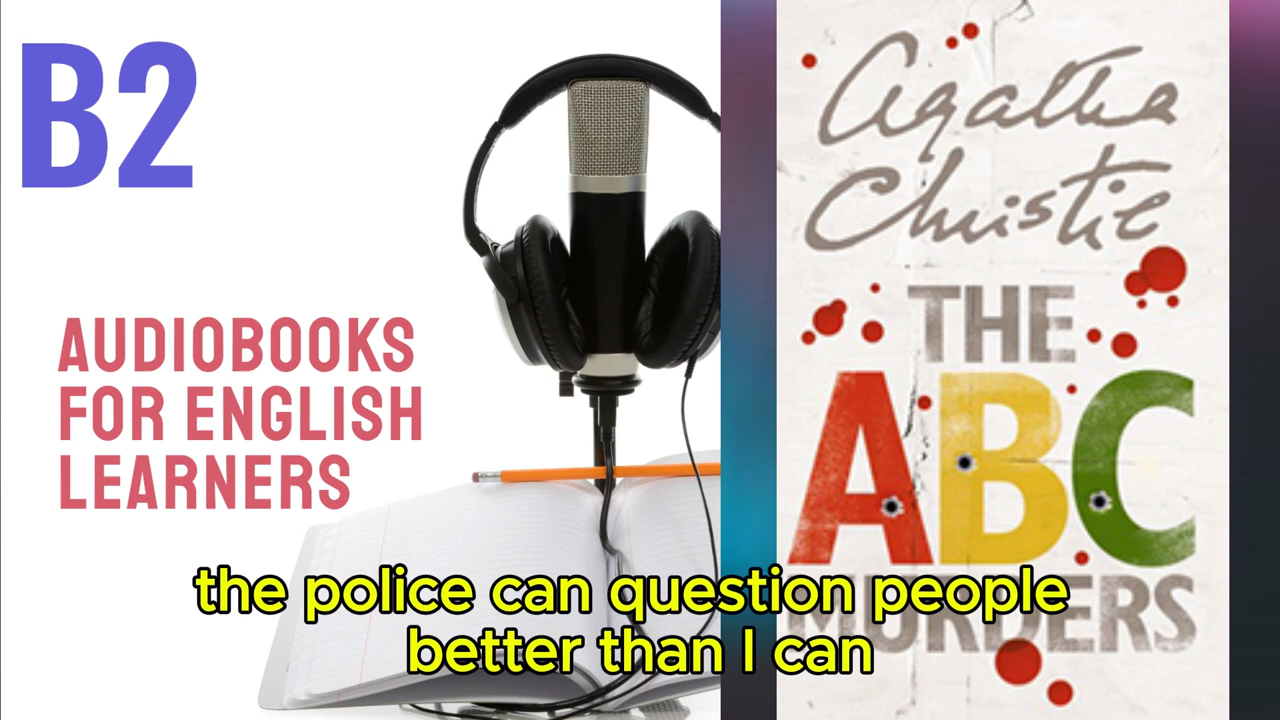 B2
AUDIOBOOKS
FOR ENGLISH
LEARNERS
Agatha
Christie
THE
ABC
MURDERS
the police can question people
better than I can